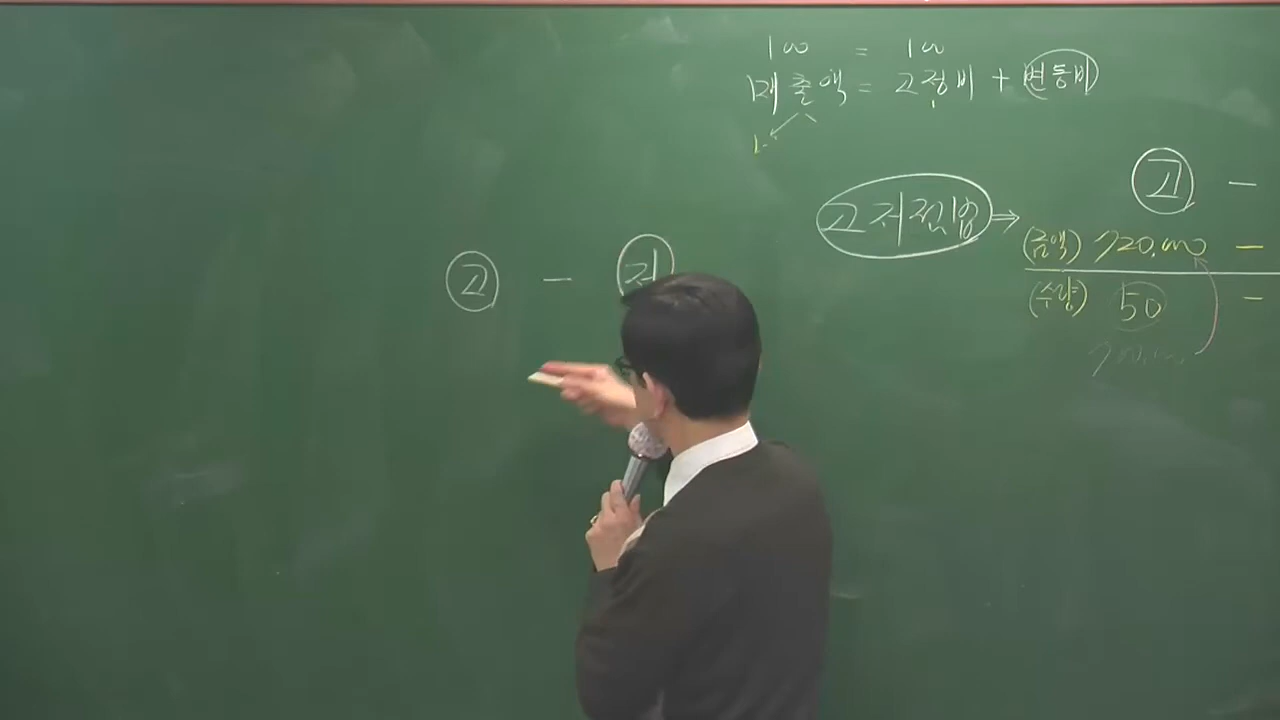 100 = 100
매출액 = 고정비 + 변동비
고저점법 ⇒
고 -
(금액) 720,000 -
(수량) 50 -
고 - 저